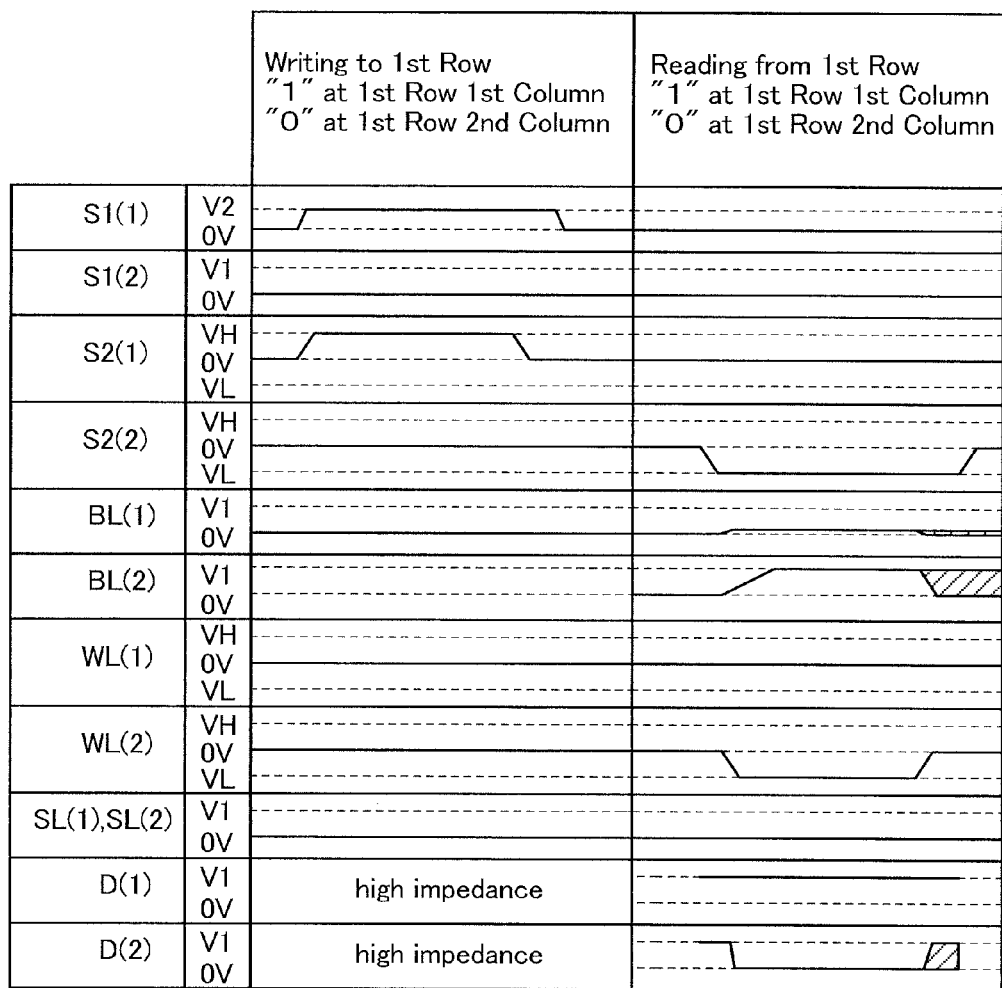 Writing to 1st Row
"1" at 1st Row 1st Column
"0" at 1st Row 2nd Column
Reading from 1st Row
"1" at 1st Row 1st Column
"0" at 1st Row 2nd Column
S1(1)
V2
0V
S1(2)
V1
0V
S2(1)
VH
0V
VL
S2(2)
VH
0V
VL
BL(1)
V1
0V
BL(2)
V1
0V
WL(1)
VH
0V
VL
WL(2)
VH
0V
VL
SL(1),SL(2)
V1
0V
D(1)
V1
0V
high impedance
D(2)
V1
0V
high impedance